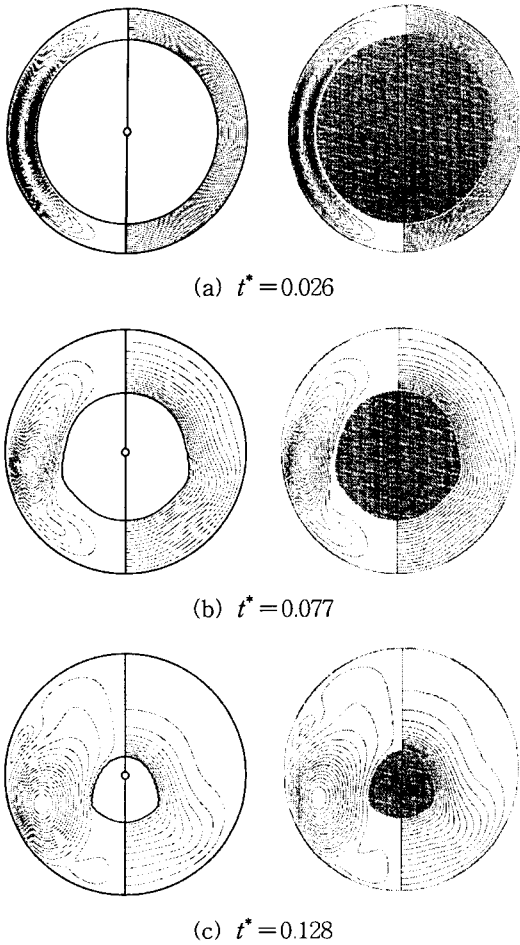 (a) t* =0.026
(b) t* =0.077
(c) t* =0.128